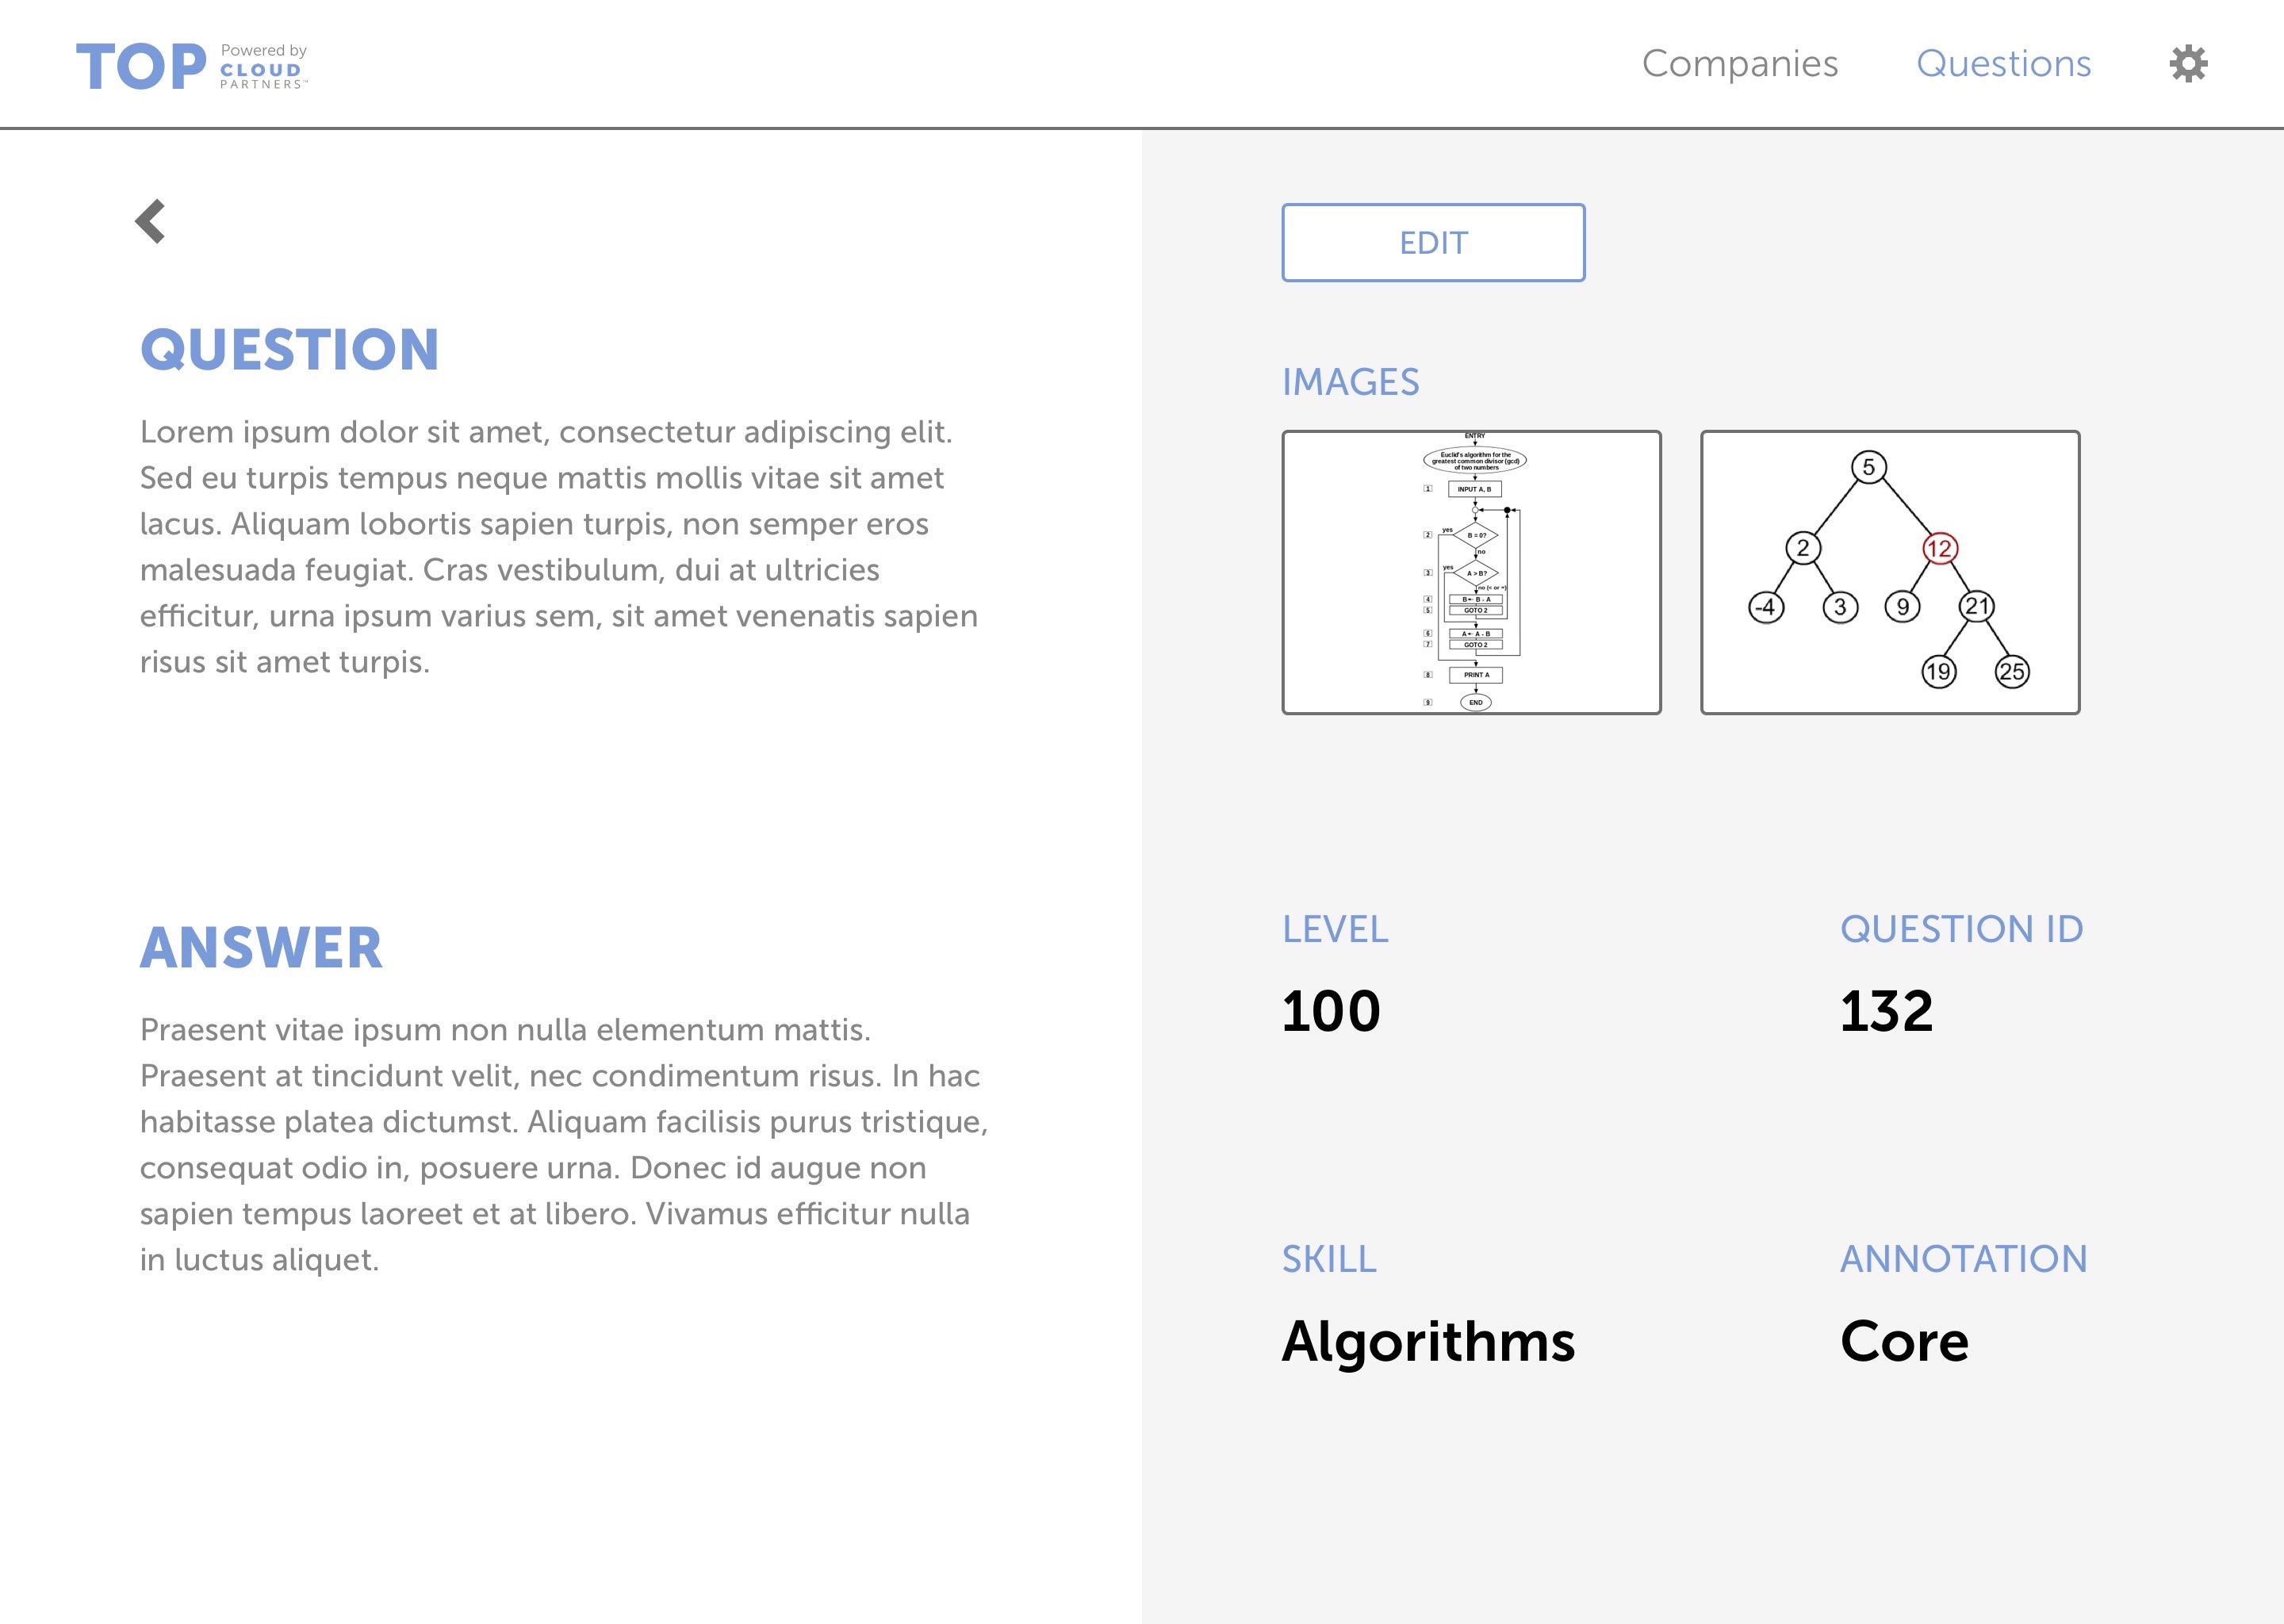 TOP
Powered by
CLOUD
PARTNERS™
Companies
Questions
QUESTION
Lorem ipsum dolor sit amet, consectetur adipiscing elit.
Sed eu turpis tempus neque mattis mollis vitae sit amet
lacus. Aliquam lobortis sapien turpis, non semper eros
malesuada feugiat. Cras vestibulum, dui at ultricies
efficitur, urna ipsum varius sem, sit amet venenatis sapien
risus sit amet turpis.
ANSWER
Praesent vitae ipsum non nulla elementum mattis.
Praesent at tincidunt velit, nec condimentum risus. In hac
habitasse platea dictumst. Aliquam facilisis purus tristique,
consequat odio in, posuere urna. Donec id augue non
sapien tempus laoreet et at libero. Vivamus efficitur nulla
in luctus aliquet.
EDIT
IMAGES
ENTRY
Euclid's algorithm for the
greatest common divisor (gcd)
of two numbers
1 INPUT A, B
yes
2 B = 0?
no
yes
3 A > B?
no (< or =)
4 B ← B - A
5 GOTO 2
6 A ← A - B
7 GOTO 2
8 PRINT A
9 END
5
2 12
-4 3 9 21
19 25
LEVEL
100
QUESTION ID
132
SKILL
Algorithms
ANNOTATION
Core